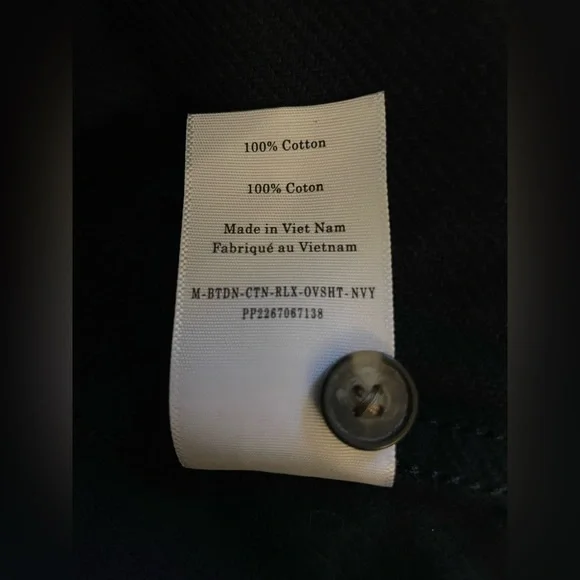 100% Cotton
100% Coton
Made in Viet Nam
Fabriqué au Vietnam
M-BTDN-CTN-RLX-OVSHT-NVY
PP2267067138